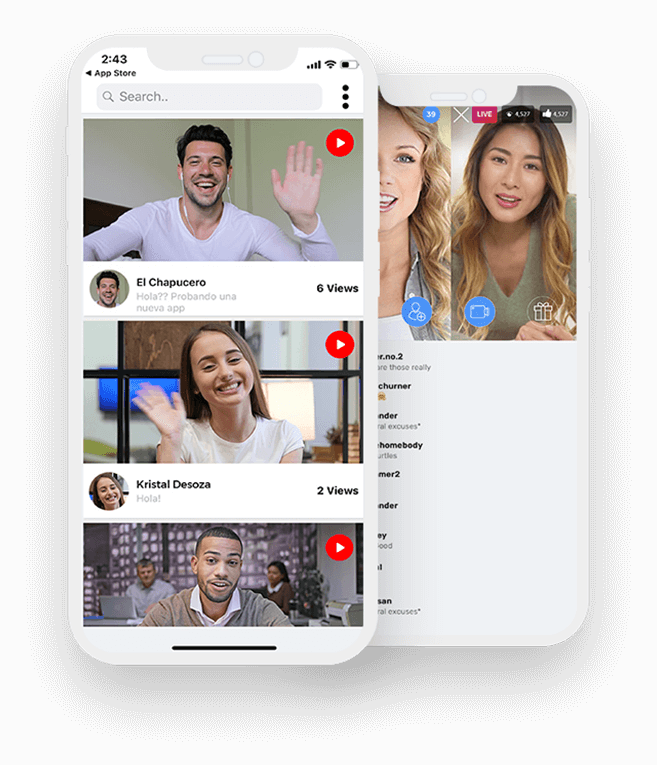 2:43
App Store
Search..
El Chapucero
Hola?? Probando una
nueva app
6 Views
Kristal Desoza
Hola!
2 Views
39
LIVE
4,527
4,527
er.no.2
are those really
churner
ander
ral excuses"
homebody
urtles
mer2
ander
ey
ood
al
san
ral excuses"